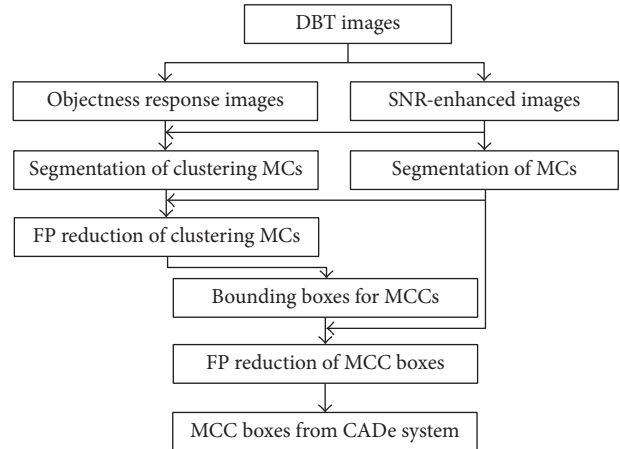 DBT images
Objectness response images
SNR-enhanced images
Segmentation of clustering MCs
Segmentation of MCs
FP reduction of clustering MCs
Bounding boxes for MCCs
FP reduction of MCC boxes
MCC boxes from CADe system